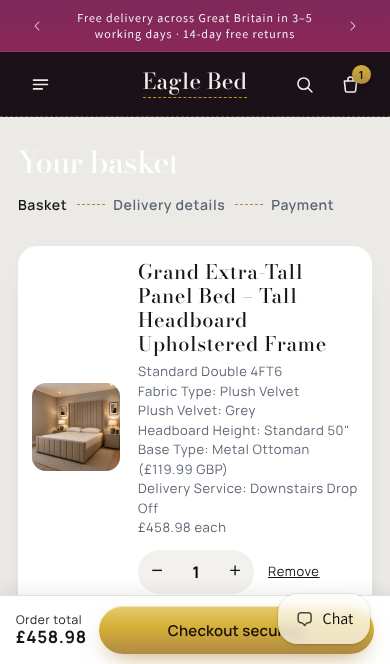 Free delivery across Great Britain in 3–5
working days · 14-day free returns
Eagle Bed
1
Your basket
Basket
Delivery details
Payment
Grand Extra-Tall
Panel Bed – Tall
Headboard
Upholstered Frame
Standard Double 4FT6
Fabric Type: Plush Velvet
Plush Velvet: Grey
Headboard Height: Standard 50"
Base Type: Metal Ottoman
(£119.99 GBP)
Delivery Service: Downstairs Drop
Off
£458.98 each
− 1 + Remove
Order total
£458.98
Checkout
Chat